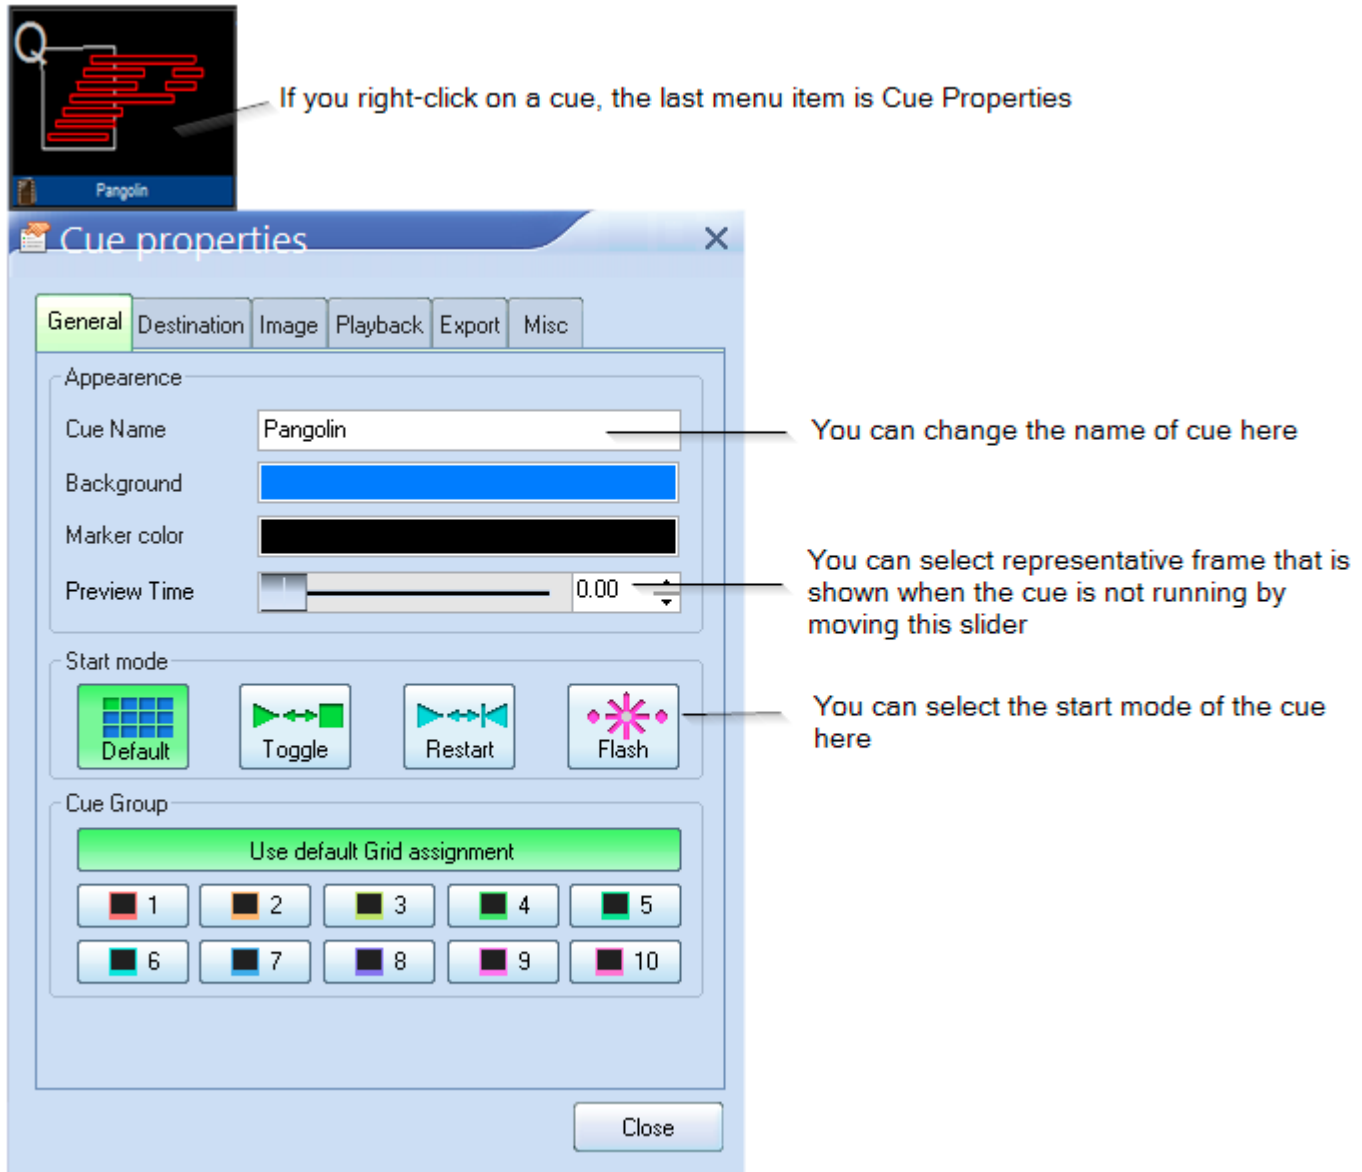 Q
If you right-click on a cue, the last menu item is Cue Properties
Pangolin
Cue properties
General Destination Image Playback Export Misc
Appearence
Cue Name Pangolin
You can change the name of cue here
Background
Marker color
Preview Time 0.00
You can select representative frame that is
shown when the cue is not running by
moving this slider
Start mode
Default Toggle Restart Flash
You can select the start mode of the cue
here
Cue Group
Use default Grid assignment
1 2 3 4 5
6 7 8 9 10
Close